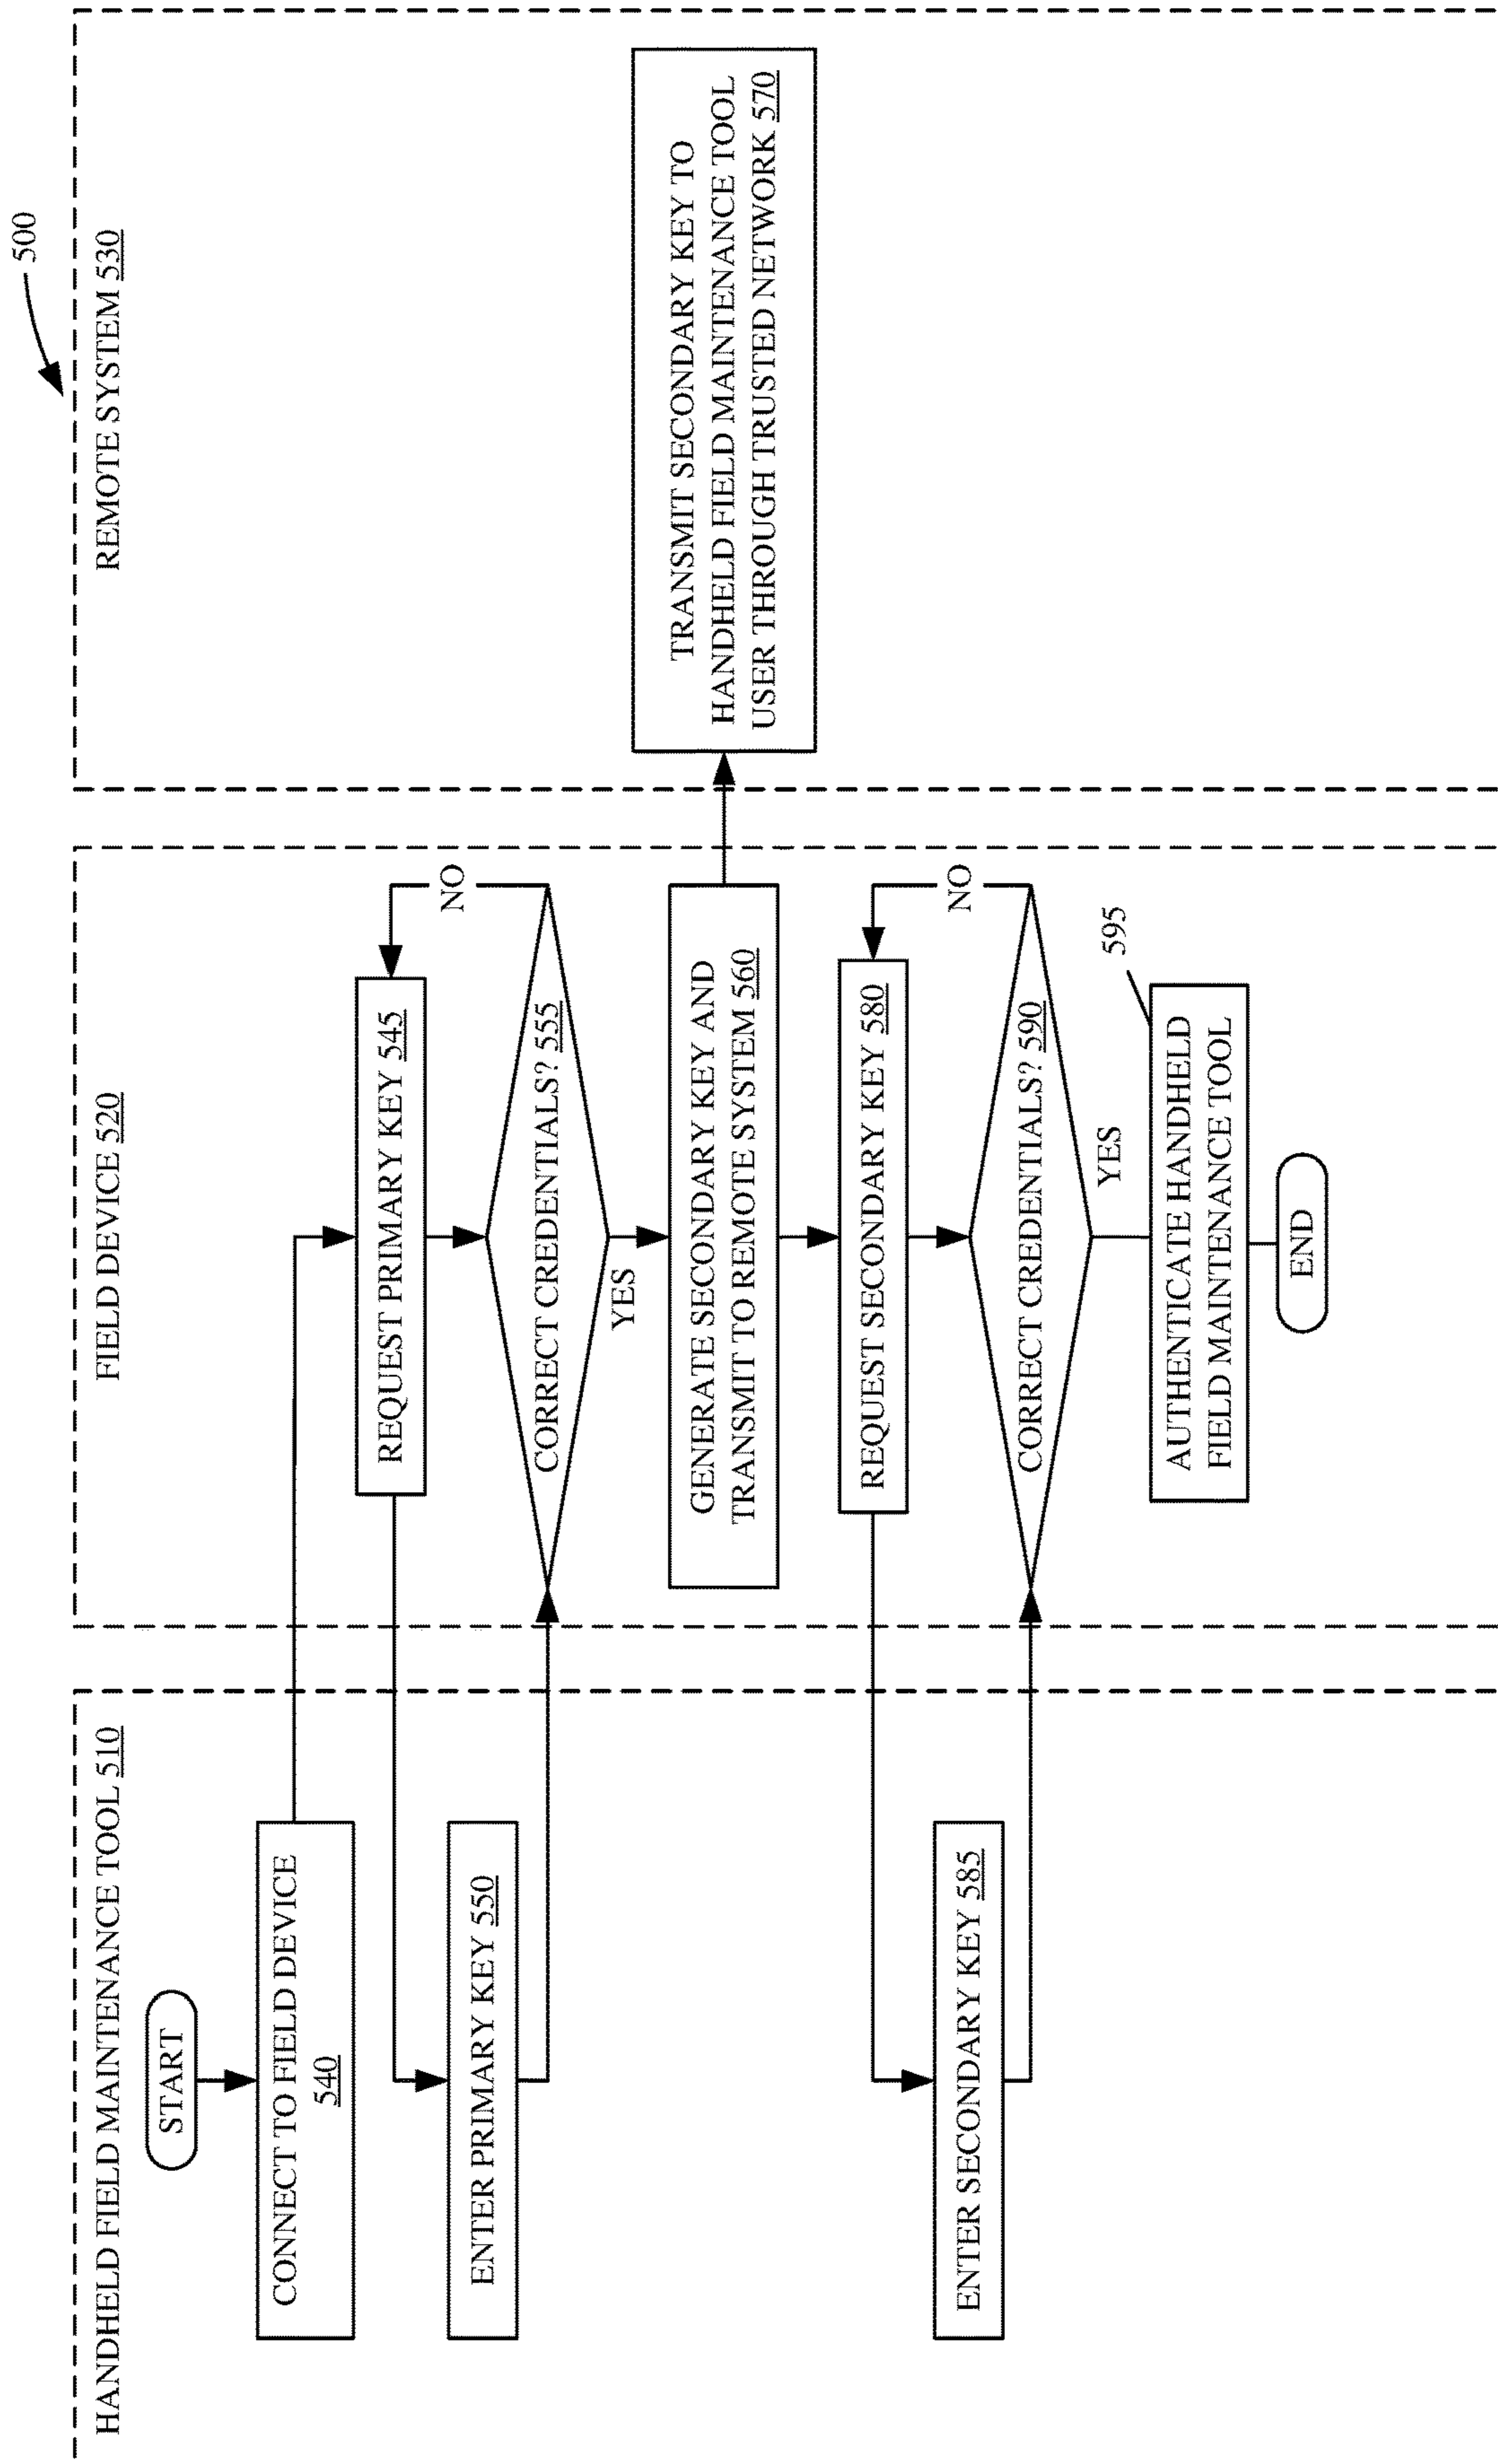 500
HANDHELD FIELD MAINTENANCE TOOL 510
START
CONNECT TO FIELD DEVICE
540
ENTER PRIMARY KEY 550
ENTER SECONDARY KEY 585
FIELD DEVICE 520
REQUEST PRIMARY KEY 545
NO
CORRECT CREDENTIALS? 555
YES
GENERATE SECONDARY KEY AND
TRANSMIT TO REMOTE SYSTEM 560
REQUEST SECONDARY KEY 580
NO
CORRECT CREDENTIALS? 590
YES
595
AUTHENTICATE HANDHELD
FIELD MAINTENANCE TOOL
END
REMOTE SYSTEM 530
TRANSMIT SECONDARY KEY TO
HANDHELD FIELD MAINTENANCE TOOL
USER THROUGH TRUSTED NETWORK 570